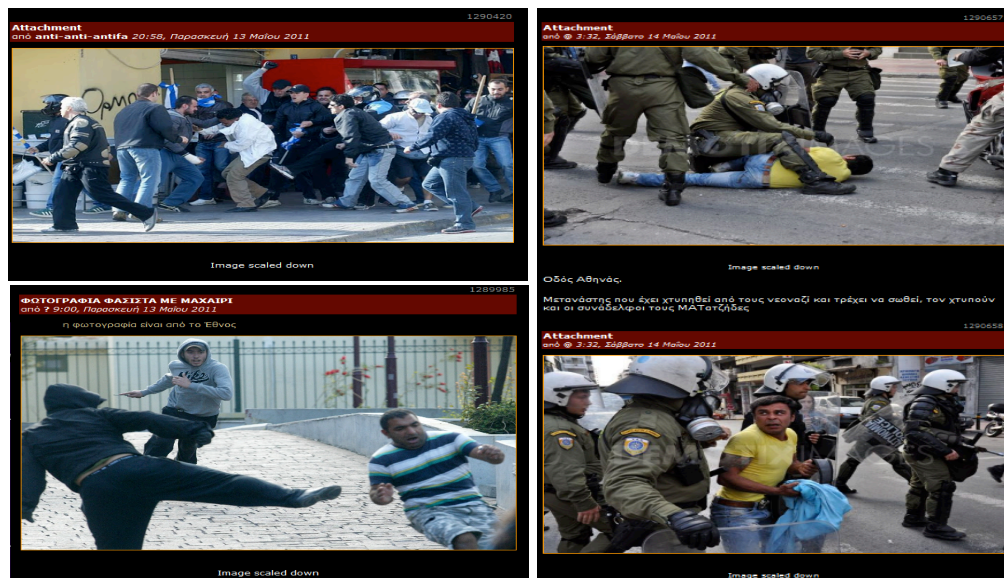 1290420
Attachment
από anti-anti-antifa 20:58, Παρασκευή 13 Μαΐου 2011
Image scaled down
1289985
ΦΩΤΟΓΡΑΦΙΑ ΦΑΣΙΣΤΑ ΜΕ ΜΑΧΑΙΡΙ
από ? 9:00, Παρασκευή 13 Μαΐου 2011
η φωτογραφία είναι από το Έθνος
Image scaled down
1290657
Attachment
από @ 3:32, Σάββατο 14 Μαΐου 2011
IMAGES
Image scaled down
Οδός Αθηνάς.
Μετανάστης που έχει χτυπηθεί από τους νεοναζί και τρέχει να σωθεί, τον χτυπούν
και οι συνάδελφοι τους ΜΑΤατζήδες
1290658
Attachment
από @ 3:32, Σάββατο 14 Μαΐου 2011
Image scaled down